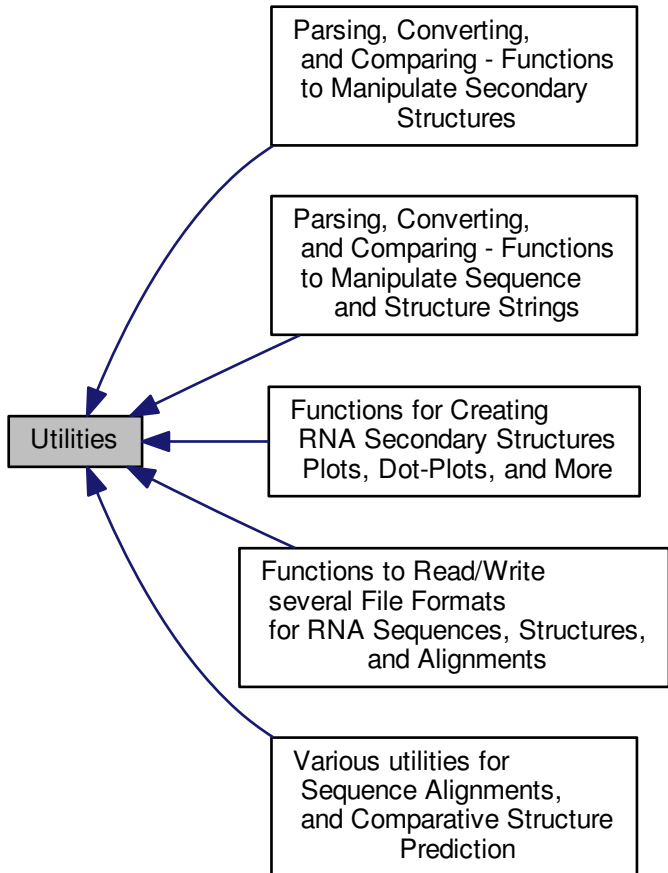 Parsing, Converting,
and Comparing - Functions
to Manipulate Secondary
Structures
Parsing, Converting,
and Comparing - Functions
to Manipulate Sequence
and Structure Strings
Utilities
Functions for Creating
RNA Secondary Structures
Plots, Dot-Plots, and More
Functions to Read/Write
several File Formats
for RNA Sequences, Structures,
and Alignments
Various utilities for
Sequence Alignments,
and Comparative Structure
Prediction